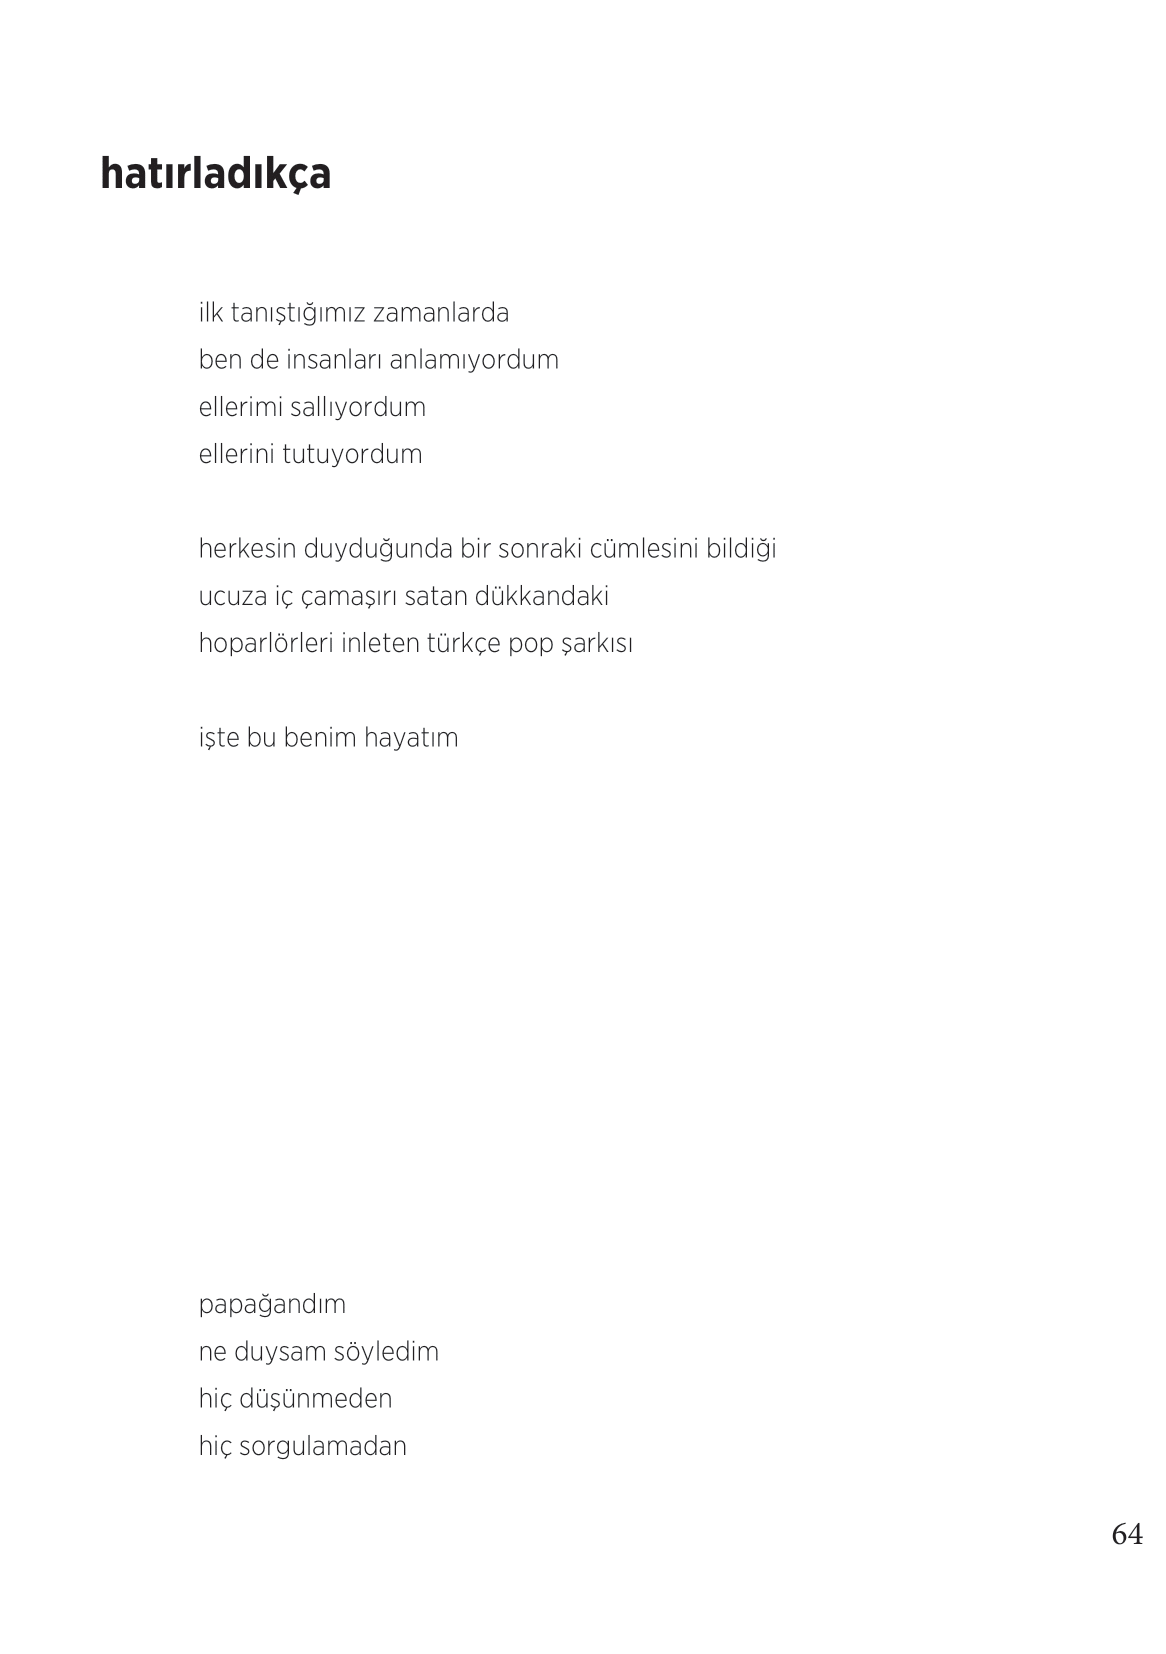 hatırladıkça
ilk tanıştığımız zamanlarda
ben de insanları anlamıyordum
ellerimi sallıyordum
ellerini tutuyordum
herkesin duyduğunda bir sonraki cümlesini bildiği
ucuza iç çamaşırı satan dükkandaki
hoparlörleri inleten türkçe pop şarkısı
işte bu benim hayatım
papağandım
ne duysam söyledim
hiç düşünmeden
hiç sorgulamadan
64